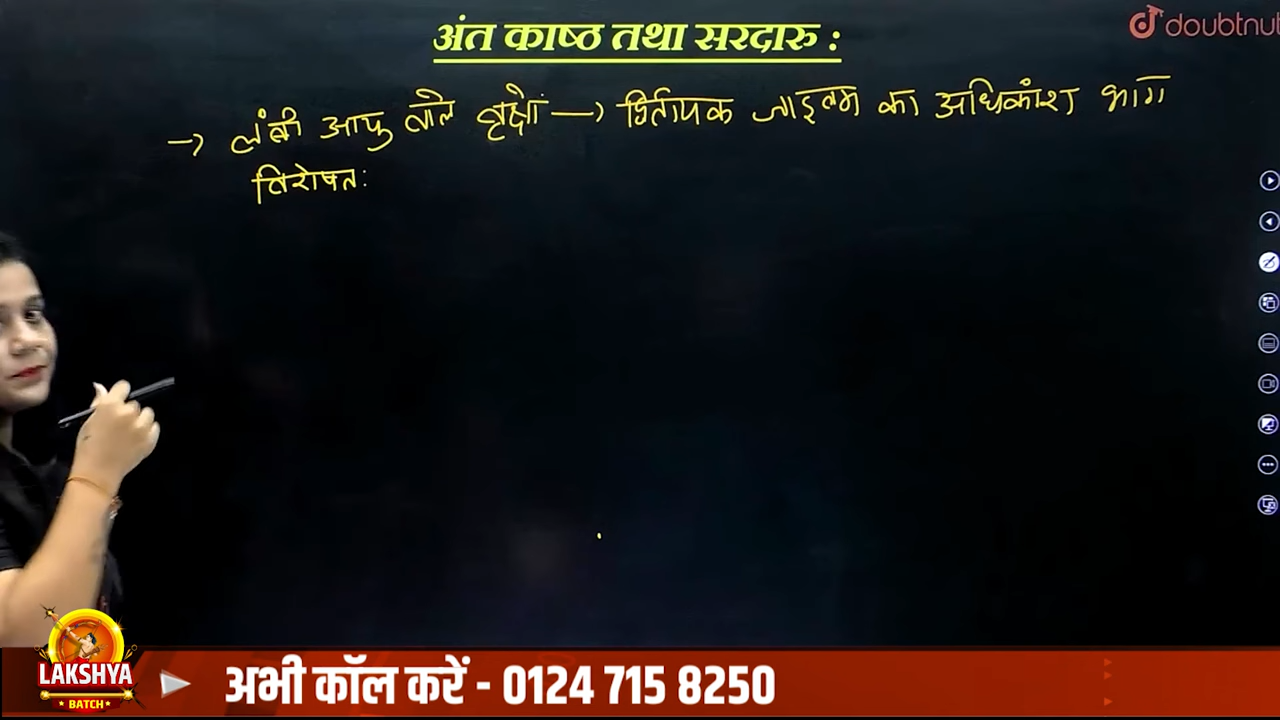 अंत काष्ठ तथा सरदारु :
doubtnut
→ लंबी आयु वाले वृक्षों → द्वितीयक जाइलम का अधिकांश भाग
विशेषतः
LAKSHYA
BATCH
अभी कॉल करें - 0124 715 8250